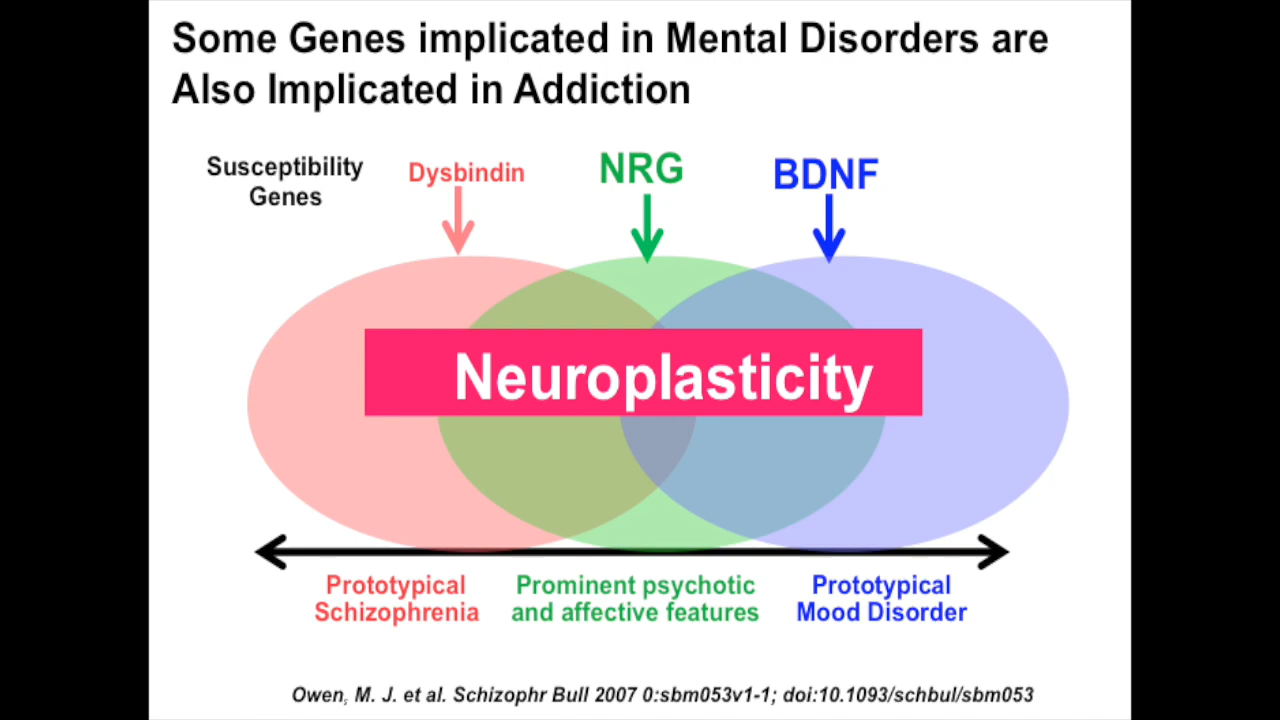 Some Genes implicated in Mental Disorders are
Also Implicated in Addiction
Susceptibility
Genes
Dysbindin
NRG
BDNF
Neuroplasticity
Prototypical
Schizophrenia
Prominent psychotic
and affective features
Prototypical
Mood Disorder
Owen, M. J. et al. Schizophr Bull 2007 0:sbm053v1-1; doi:10.1093/schbul/sbm053